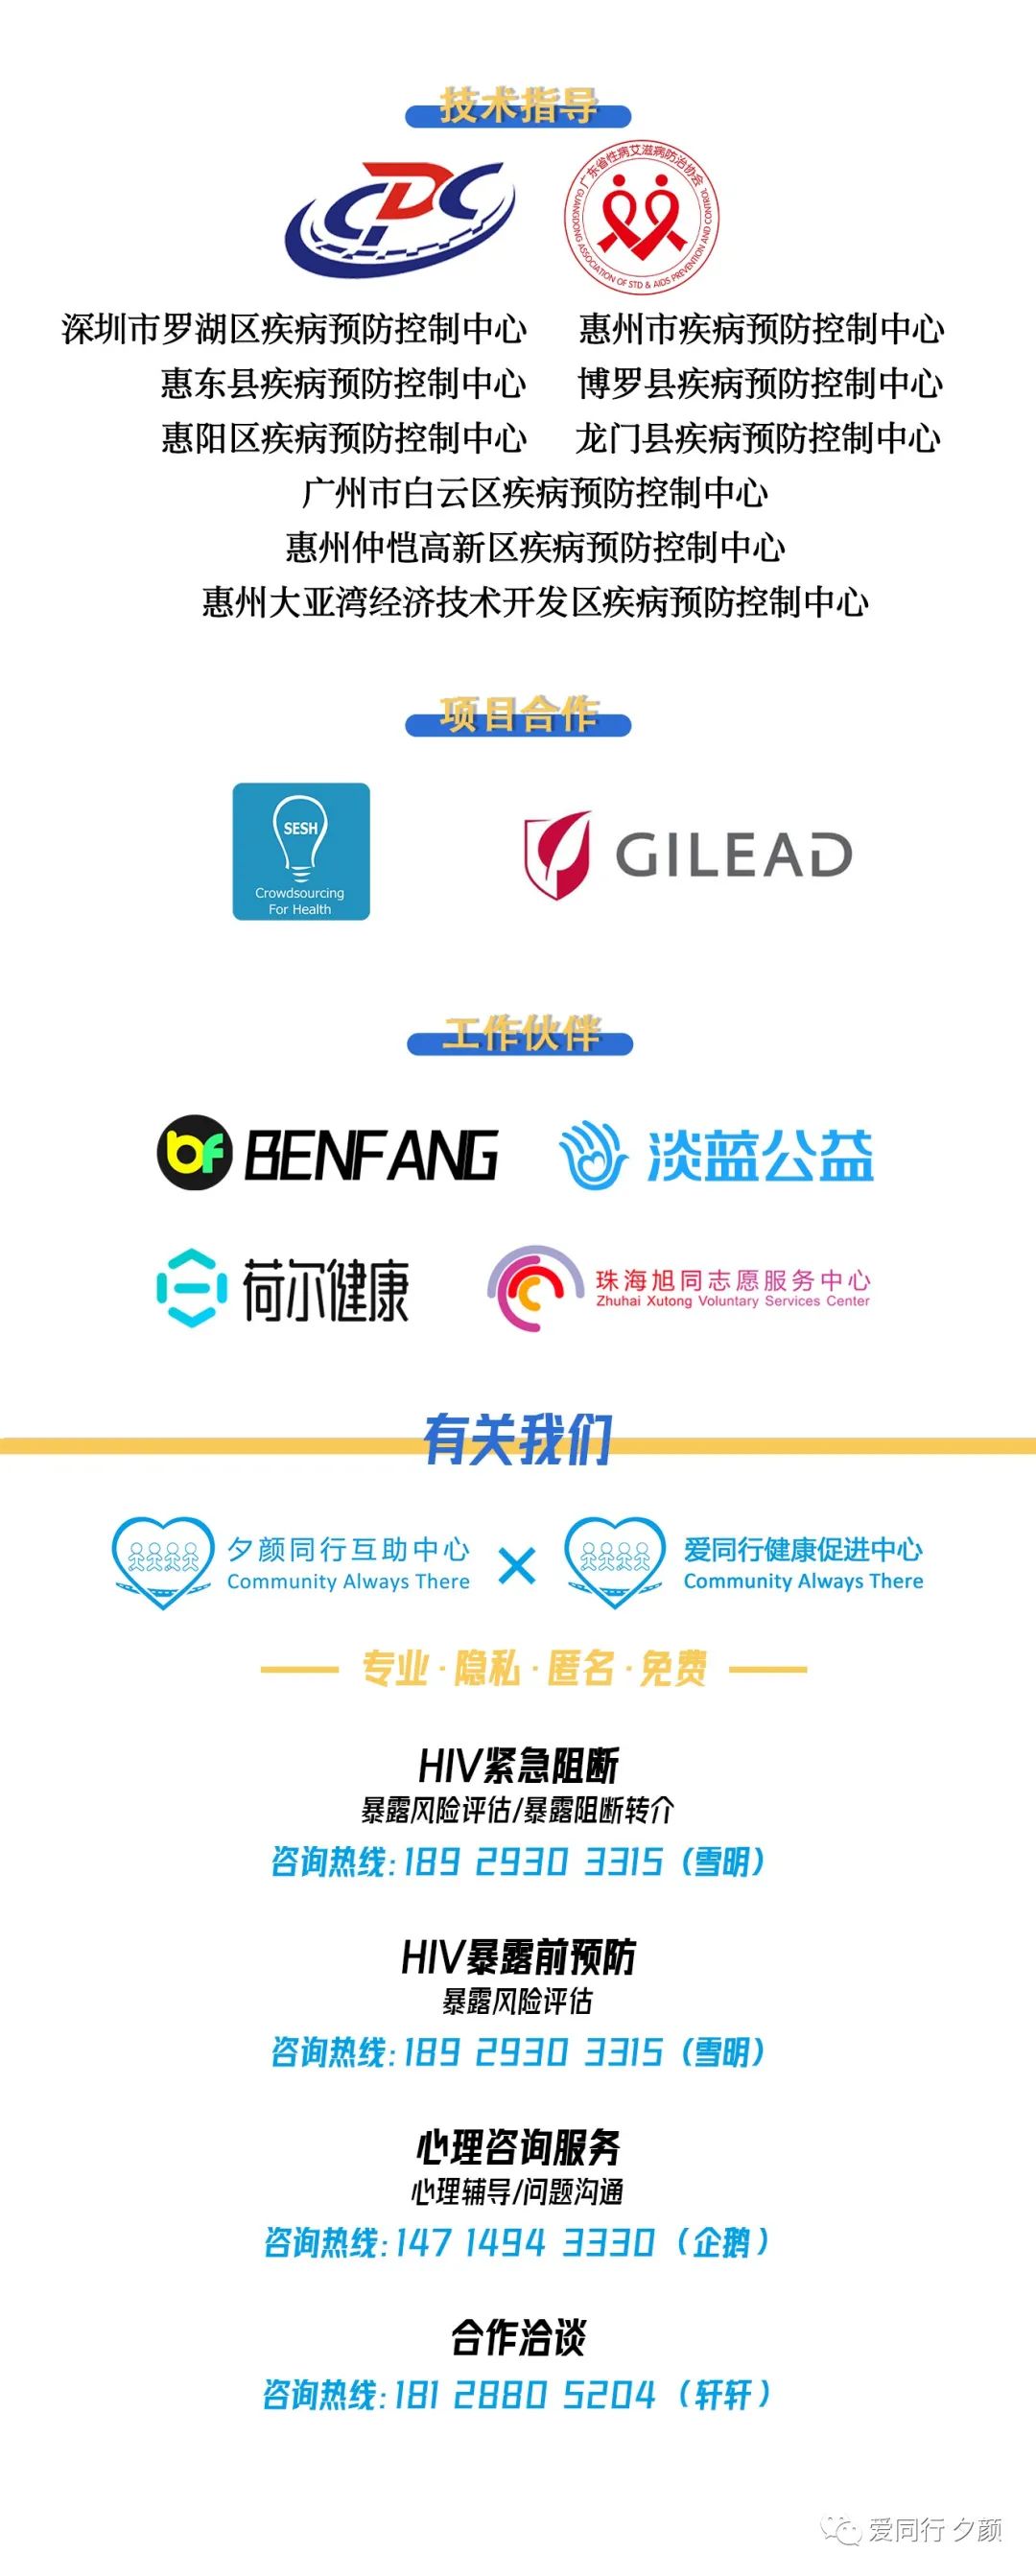 技术指导
CDC
广东省性病艾滋病防治协会
GUANGDONG ASSOCIATION OF STD & AIDS PREVENTION AND CONTROL
深圳市罗湖区疾病预防控制中心 惠州市疾病预防控制中心
惠东县疾病预防控制中心 博罗县疾病预防控制中心
惠阳区疾病预防控制中心 龙门县疾病预防控制中心
广州市白云区疾病预防控制中心
惠州仲恺高新区疾病预防控制中心
惠州大亚湾经济技术开发区疾病预防控制中心
项目合作
SESH
Crowdsourcing
For Health
GILEAD
工作伙伴
bf BENFANG 淡蓝公益
荷尔健康
珠海旭同志愿服务中心
Zhuhai Xutong Voluntary Services Center
有关我们
夕颜同行互助中心
Community Always There
×
爱同行健康促进中心
Community Always There
专业·隐私·匿名·免费
HIV紧急阻断
暴露风险评估/暴露阻断转介
咨询热线:189 2930 3315 (雪明)
HIV暴露前预防
暴露风险评估
咨询热线:189 2930 3315 (雪明)
心理咨询服务
心理辅导/问题沟通
咨询热线:147 1494 3330 (企鹅)
合作洽谈
咨询热线:181 2880 5204 (轩轩)
爱同行 夕颜